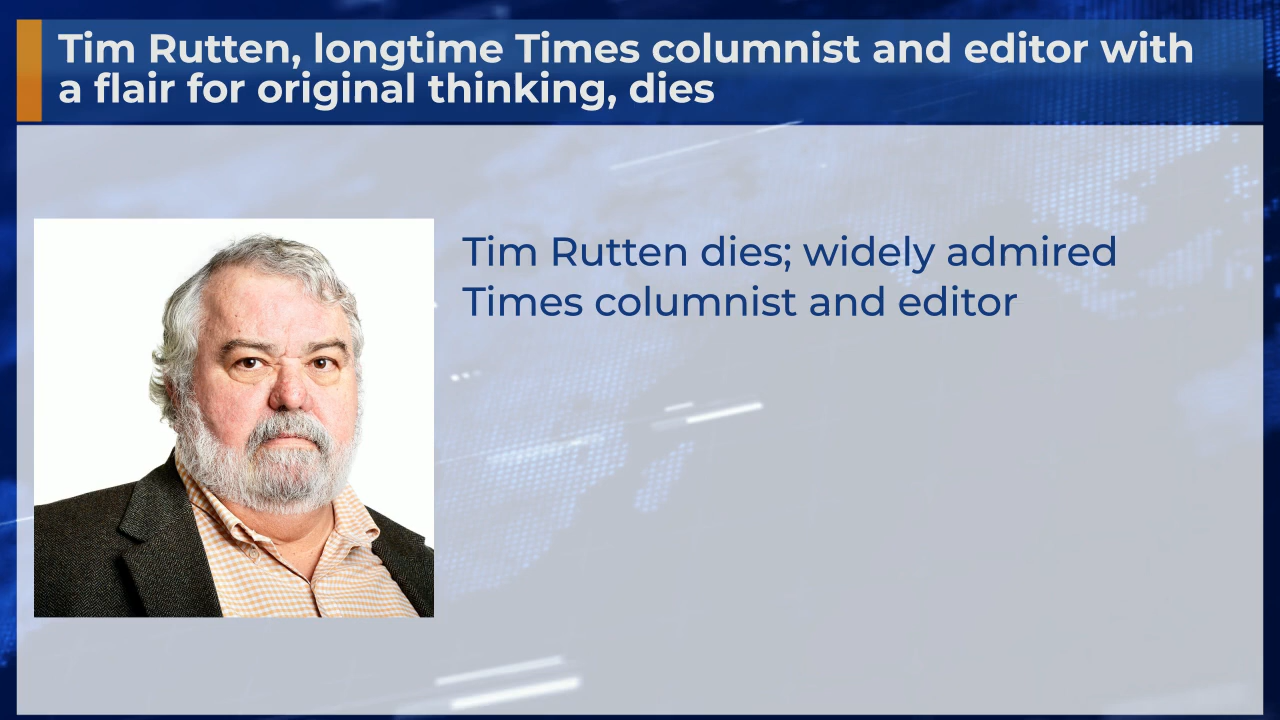 Tim Rutten, longtime Times columnist and editor with
a flair for original thinking, dies
Tim Rutten dies; widely admired
Times columnist and editor